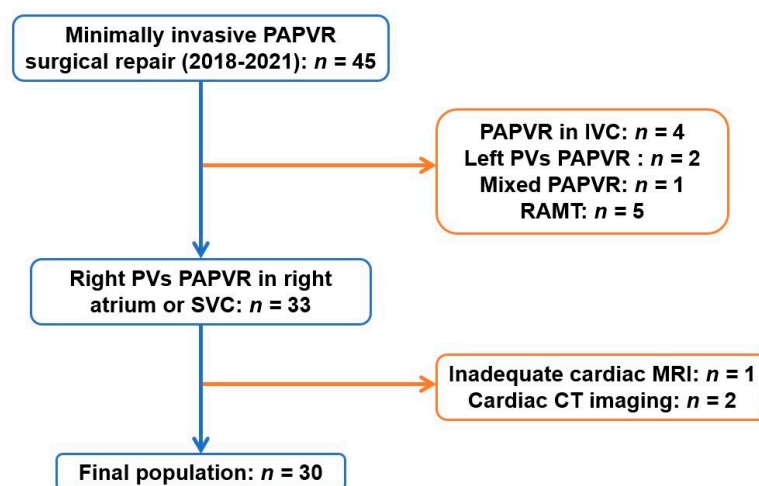 Minimally invasive PAPVR
surgical repair (2018-2021): n = 45
PAPVR in IVC: n = 4
Left PVs PAPVR : n = 2
Mixed PAPVR: n = 1
RAMT: n = 5
Right PVs PAPVR in right
atrium or SVC: n = 33
Inadequate cardiac MRI: n = 1
Cardiac CT imaging: n = 2
Final population: n = 30